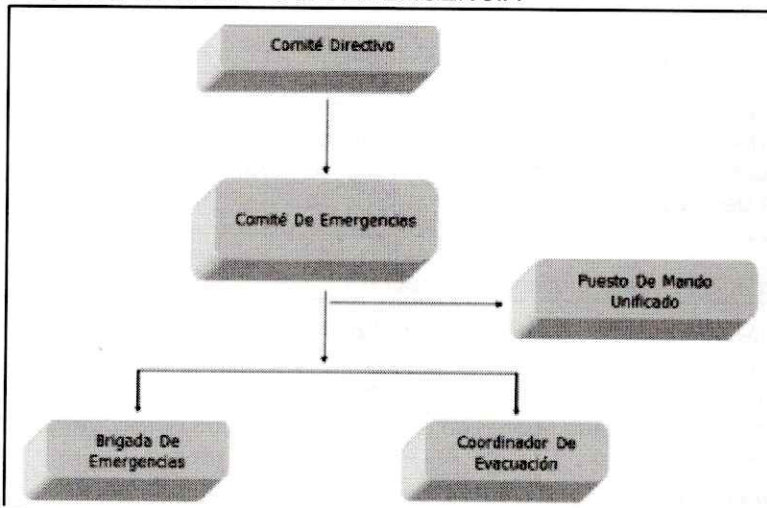 Comité Directivo
Comité De Emergencias
Puesto De Mando
Unificado
Brigada De
Emergencias
Coordinador De
Evacuación